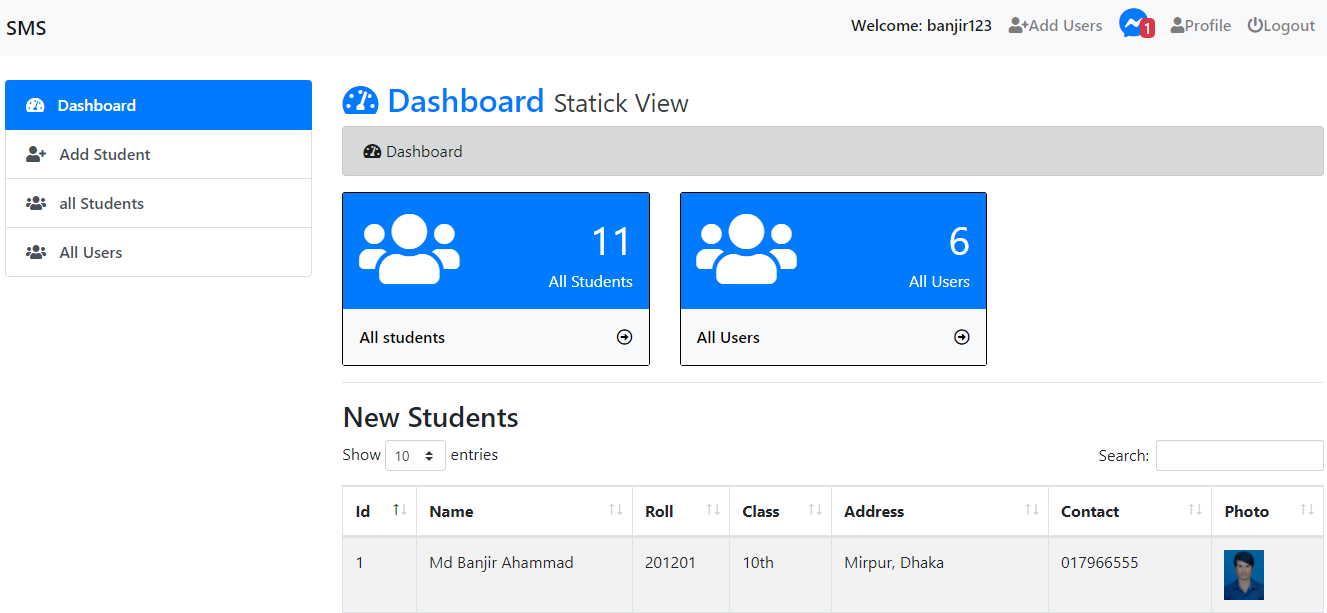 SMS
Welcome: banjir123 Add Users 1 Profile Logout
Dashboard
Add Student
all Students
All Users
Dashboard Statick View
Dashboard
11
All Students
All students
6
All Users
All Users
New Students
Show 10 entries
Search:
Id Name Roll Class Address Contact Photo
1 Md Banjir Ahammad 201201 10th Mirpur, Dhaka 017966555